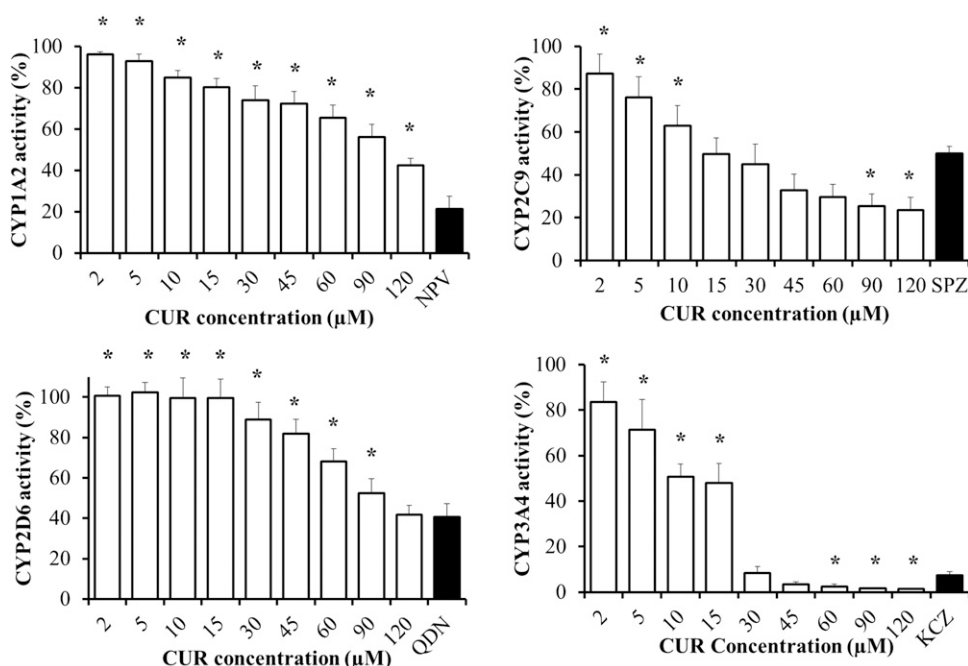 * * * * * * * * *
100
80
60
40
20
0
CYP1A2 activity (%)
2 5 10 15 30 45 60 90 120 NPV
CUR concentration (µM)
* * * * *
100
80
60
40
20
0
CYP2C9 activity (%)
2 5 10 15 30 45 60 90 120 SPZ
CUR concentration (µM)
* * * * * * * *
100
80
60
40
20
0
CYP2D6 activity (%)
2 5 10 15 30 45 60 90 120 QDN
CUR concentration (µM)
* * * * * * *
100
80
60
40
20
0
CYP3A4 activity (%)
2 5 10 15 30 45 60 90 120 KCZ
CUR Concentration (µM)